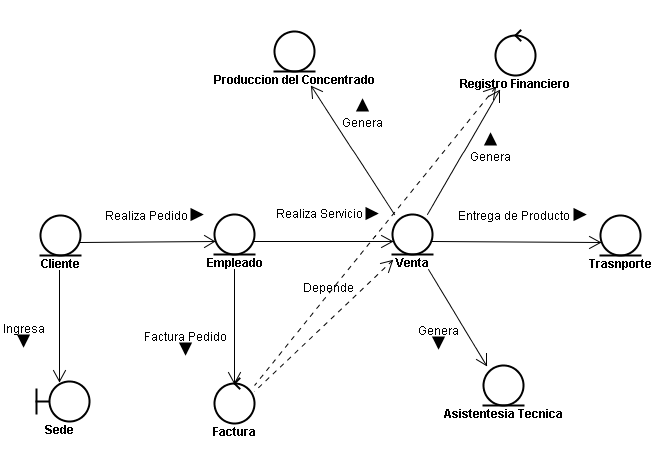 Produccion del Concentrado
Registro Financiero
Genera
Genera
Realiza Pedido
Realiza Servicio
Entrega de Producto
Cliente
Empleado
Venta
Trasnporte
Depende
Ingresa
Factura Pedido
Genera
Sede
Factura
Asistentesia Tecnica